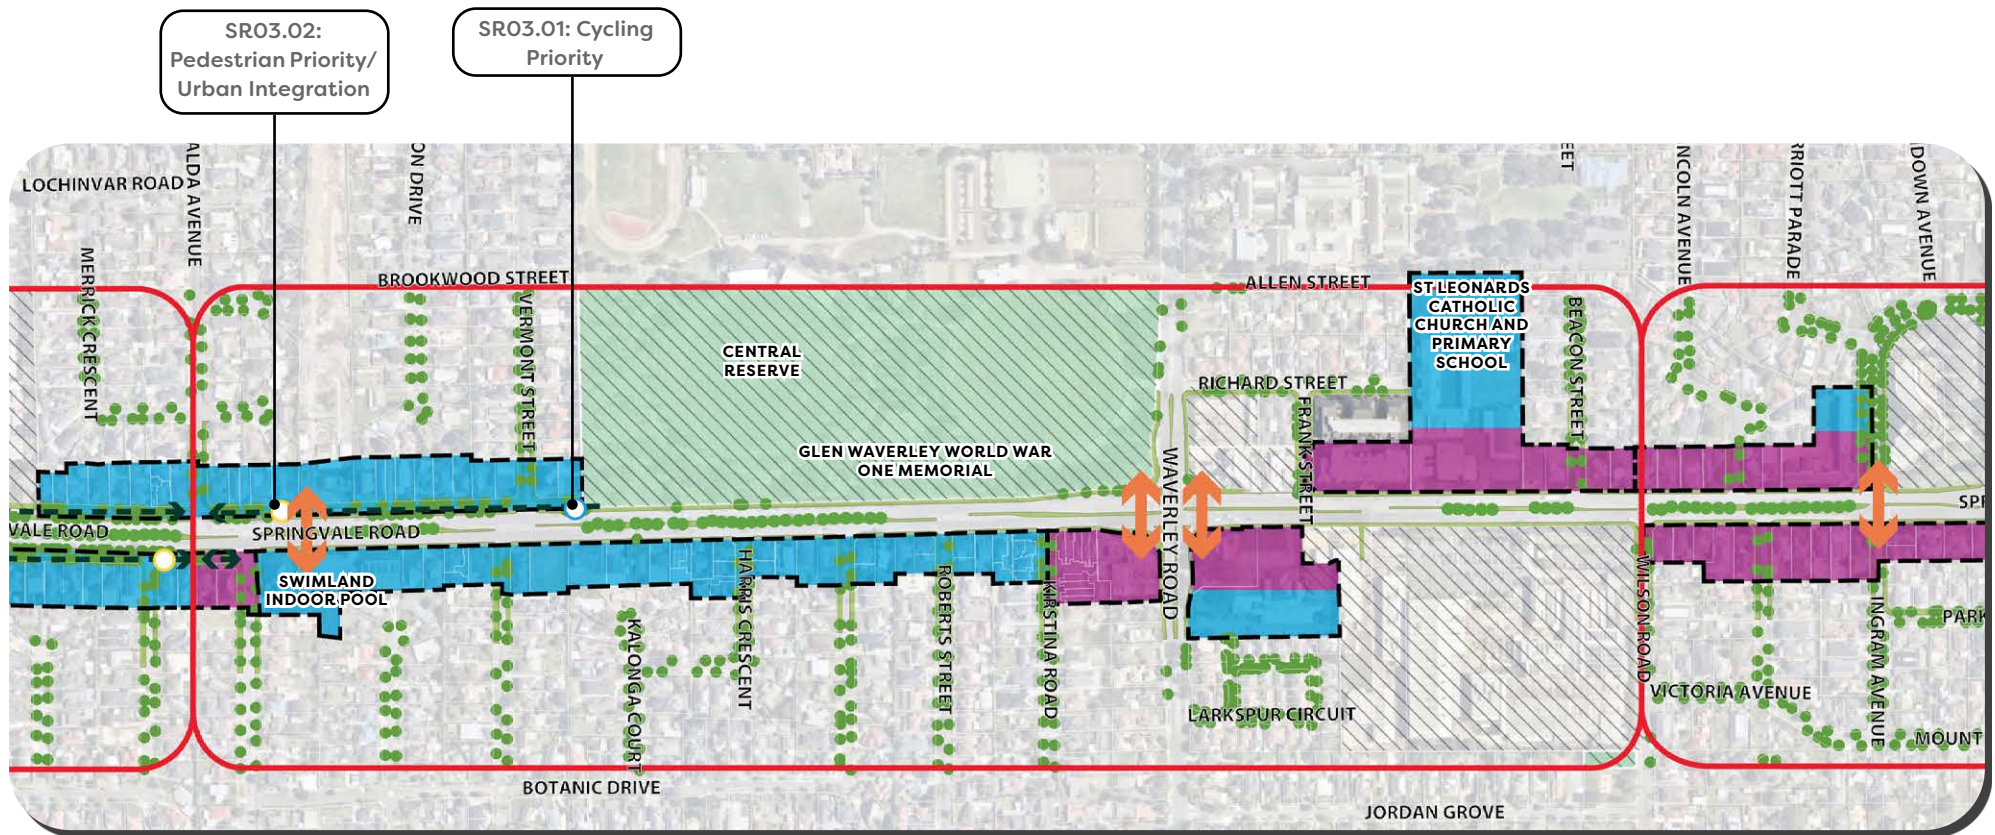 SR03.02:
Pedestrian Priority/
Urban Integration
SR03.01: Cycling
Priority
LOCHINVAR ROAD
ALDA AVENUE
ON DRIVE
EET
NCOLN AVENUE
RRIOTT PARADE
DOWN AVENUE
MERRICK CRESCENT
BROOKWOOD STREET
VERMONT STREET
ALLEN STREET
ST LEONARDS
CATHOLIC
CHURCH AND
PRIMARY
SCHOOL
BEACON STREET
CENTRAL
RESERVE
RICHARD STREET
FRANK STREET
GLEN WAVERLEY WORLD WAR
ONE MEMORIAL
WAVERLEY ROAD
VALE ROAD
SPRINGVALE ROAD
SPR
SWIMLAND
INDOOR POOL
HARRIS CRESCENT
ROBERTS STREET
KIRSTINA ROAD
KALONGA COURT
WILSON ROAD
INGRAM AVENUE
PARK
VICTORIA AVENUE
LARKSPUR CIRCUIT
MOUNT
BOTANIC DRIVE
JORDAN GROVE